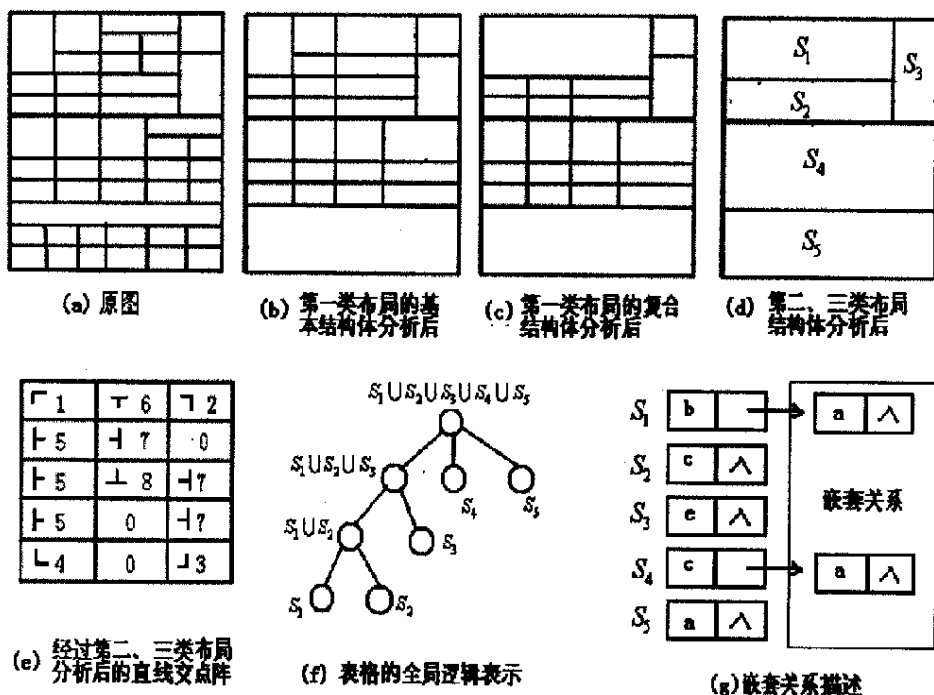 S₁
S₂
S₃
S₄
S₅
(a) 原图
(b) 第一类布局的基
本结构体分析后
(c) 第一类布局的复合
结构体分析后
(d) 第二、三类布局
结构体分析后
┌ 1 ┬ 6 ┐ 2
├ 5 ┤ 7 0
├ 5 ┴ 8 ┤ 7
├ 5 0 ┤ 7
└ 4 0 ┘ 3
(e) 经过第二、三类布局
分析后的直线交点阵
S₁∪S₂∪S₃∪S₄∪S₅
S₁∪S₂∪S₃
S₄
S₅
S₁∪S₂
S₃
S₁
S₂
(f) 表格的全局逻辑表示
S₁ b a ∧
S₂ c ∧
嵌套关系
S₃ e ∧
S₄ c a ∧
S₅ a ∧
(g)嵌套关系描述